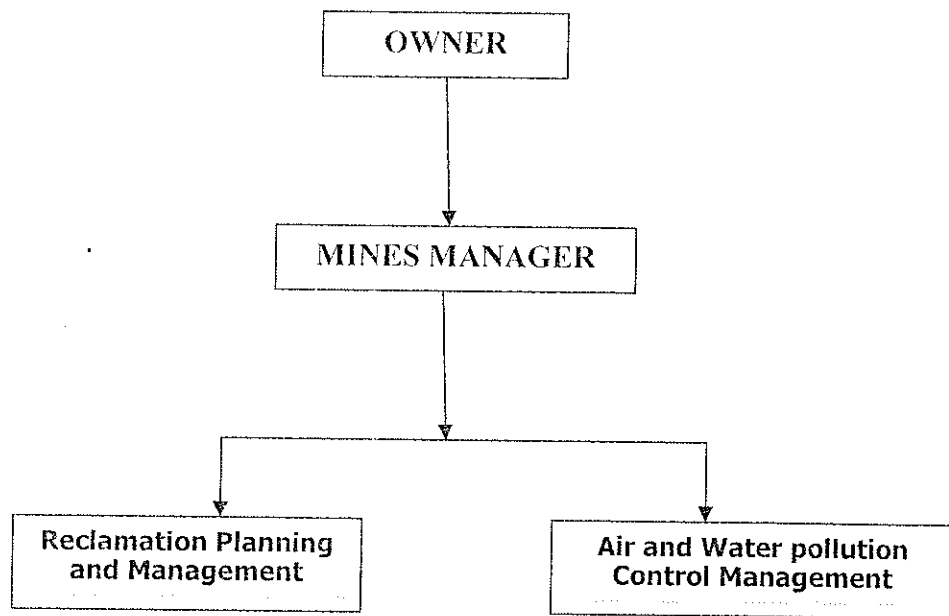 OWNER
MINES MANAGER
Reclamation Planning
and Management
Air and Water pollution
Control Management